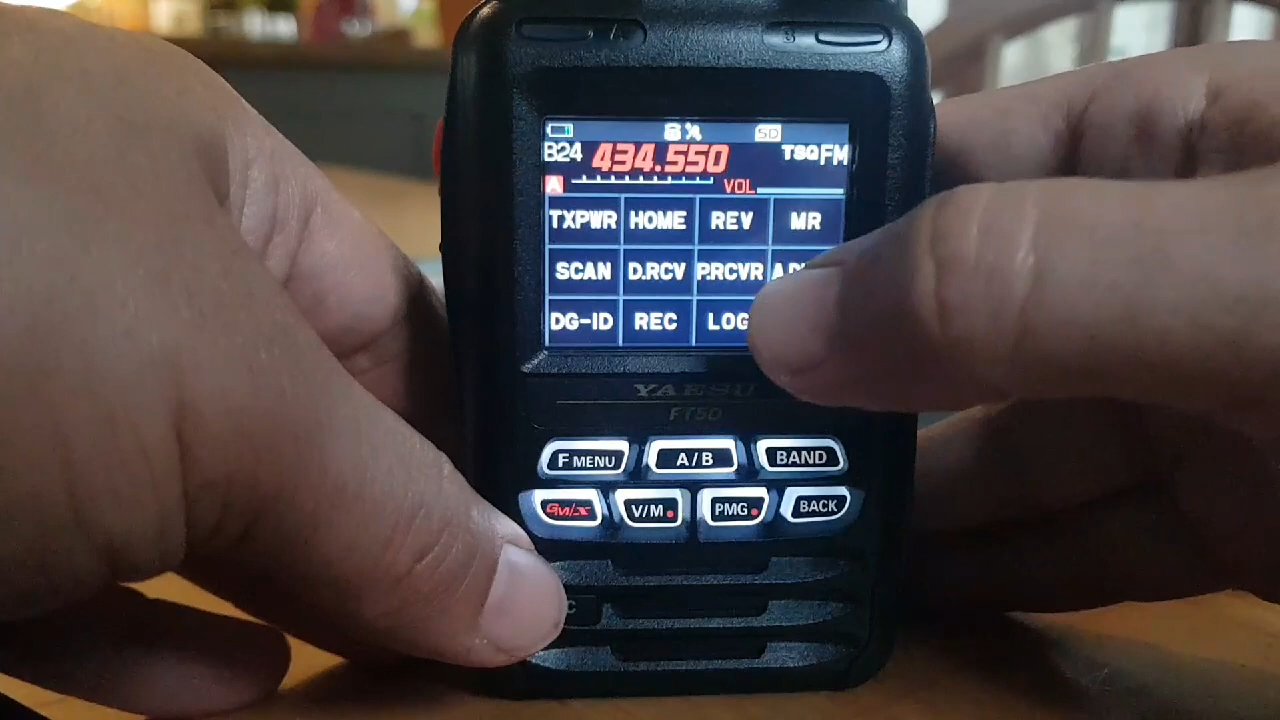 SD
B24 434.550 TSQ FM
A VOL
TXPWR HOME REV MR
SCAN D.RCV P.RCVR
DG-ID REC LOG
YAESU
FT5D
F MENU A/B BAND
GM/X V/M PMG BACK